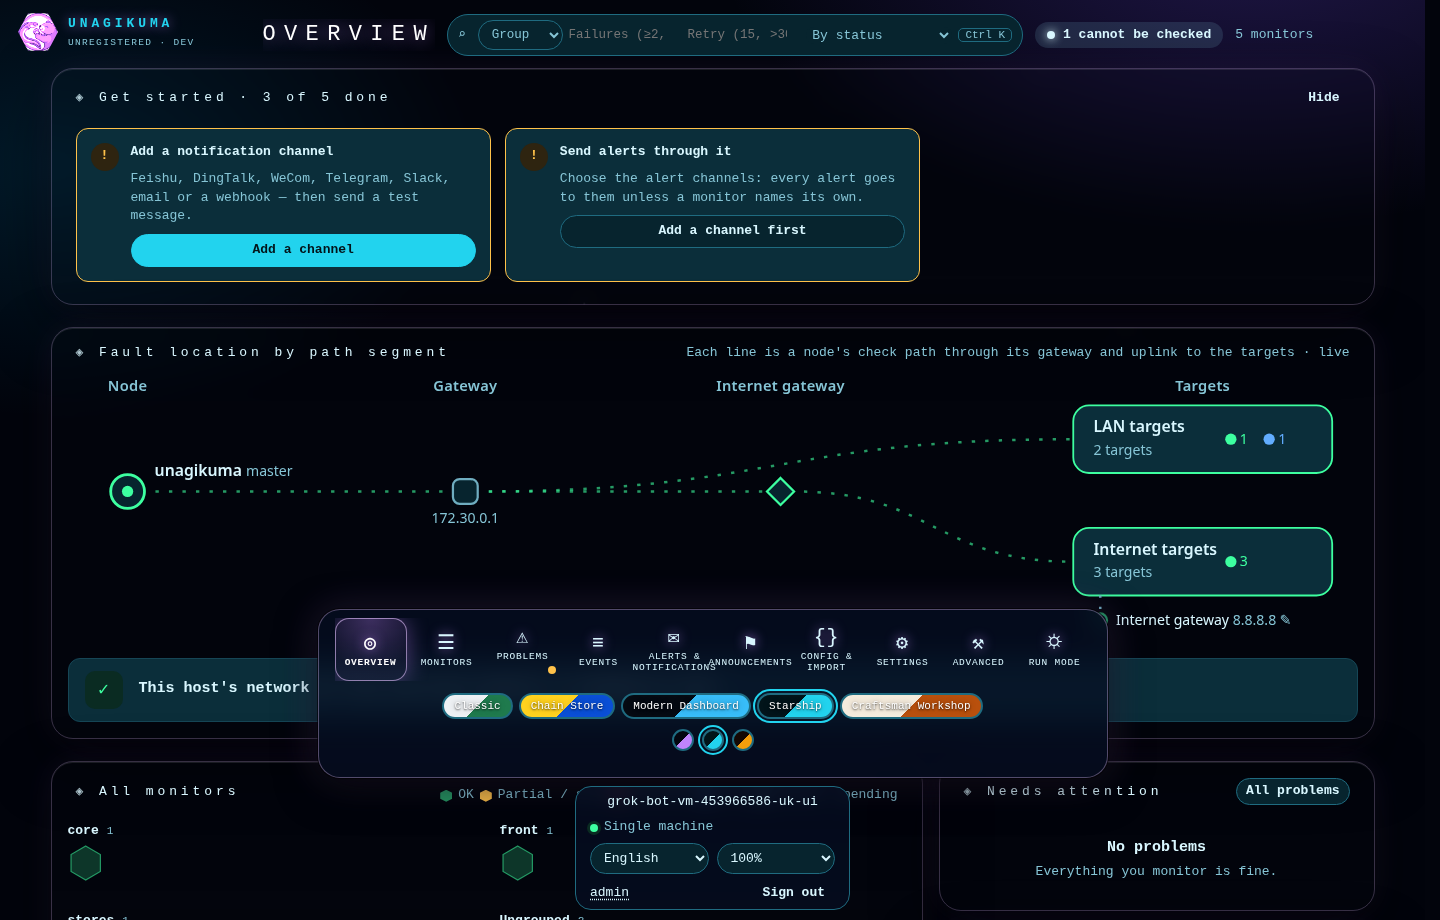 UNAGIKUMA
UNREGISTERED · DEV
OVERVIEW
Group
Failures (≥2,
Retry (15, >3
By status
Ctrl K
1 cannot be checked
5 monitors
Get started · 3 of 5 done
Hide
! Add a notification channel
Feishu, DingTalk, WeCom, Telegram, Slack,
email or a webhook — then send a test
message.
Add a channel
! Send alerts through it
Choose the alert channels: every alert goes
to them unless a monitor names its own.
Add a channel first
Fault location by path segment
Each line is a node's check path through its gateway and uplink to the targets · live
Node
Gateway
Internet gateway
Targets
LAN targets
2 targets
1 1
unagikuma master
172.30.0.1
Internet targets
3 targets
3
Internet gateway 8.8.8.8 ✎
✓ This host's network
OVERVIEW
MONITORS
PROBLEMS
EVENTS
ALERTS &
NOTIFICATIONS
ANNOUNCEMENTS
{}
CONFIG &
IMPORT
SETTINGS
ADVANCED
RUN MODE
Classic
Chain Store
Modern Dashboard
Starship
Craftsman Workshop
All monitors
OK
Partial /
pending
core 1
front 1
stores 1
Ungrouped 2
Needs attention
All problems
No problems
Everything you monitor is fine.
grok-bot-vm-453966586-uk-ui
Single machine
English
100%
admin
Sign out